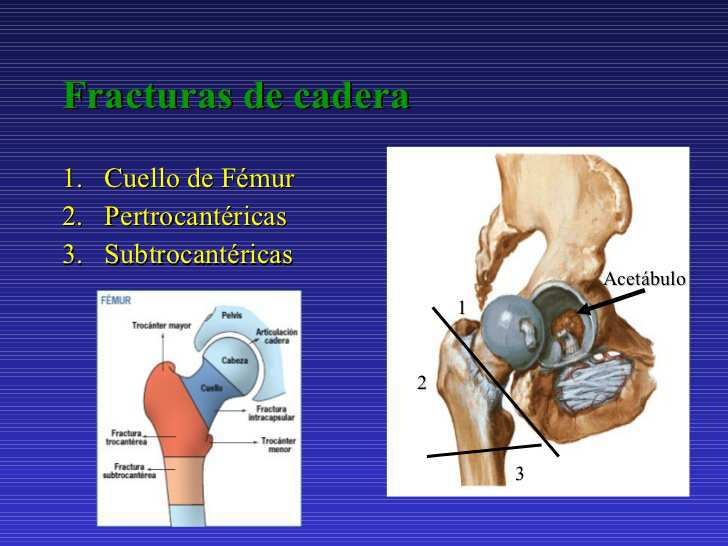 Fracturas de cadera
1. Cuello de Fémur
2. Pertrocantéricas
3. Subtrocantéricas
FÉMUR
Trocánter mayor
Pelvis
Articulación
cadera
Cabeza
Cuello
Fractura
intracapsular
Fractura
trocantérea
Trocánter
menor
Fractura
subtrocantérea
Acetábulo
1
2
3